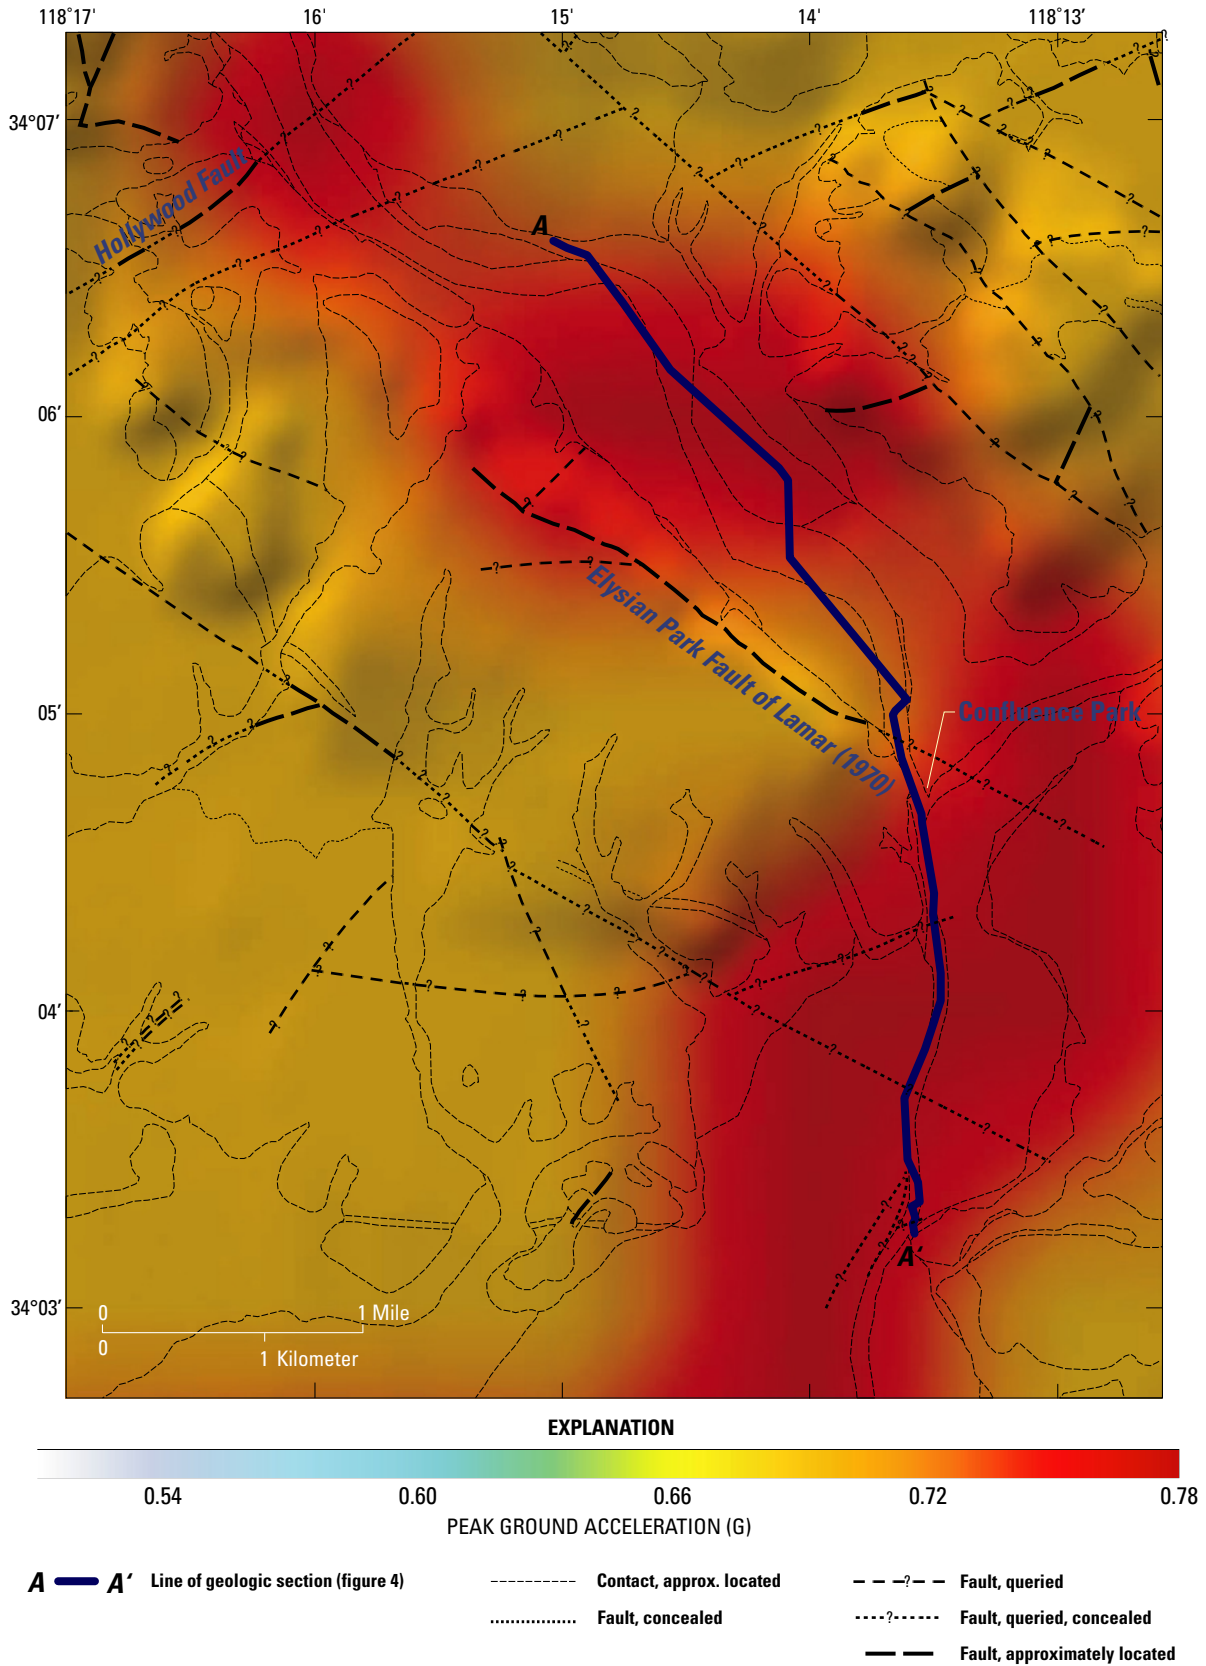 118°17′ 16′ 15′ 14′ 118°13′
34°07′
Hollywood Fault
A
06′
Elysian Park Fault of Lamar (1970)
05′
Confluence Park
04′
A′
34°03′
0 1 Mile
0 1 Kilometer
EXPLANATION
0.54 0.60 0.66 0.72 0.78
PEAK GROUND ACCELERATION (G)
A A′ Line of geologic section (figure 4)
Contact, approx. located
Fault, concealed
?
Fault, queried
?
Fault, queried, concealed
Fault, approximately located